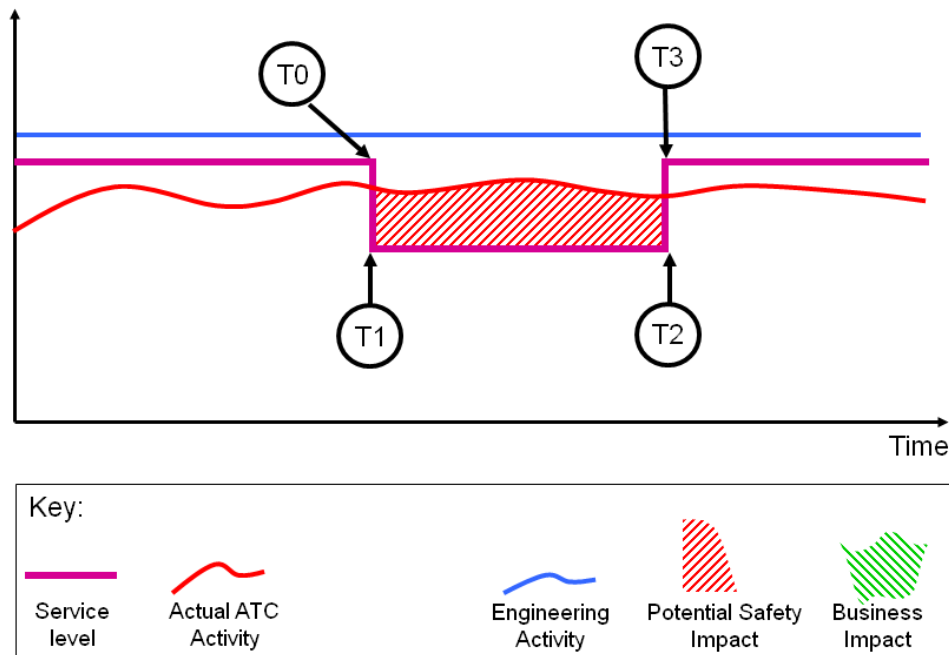 T0
T3
T1
T2
Time
Key:
Service
level
Actual ATC
Activity
Engineering
Activity
Potential Safety
Impact
Business
Impact